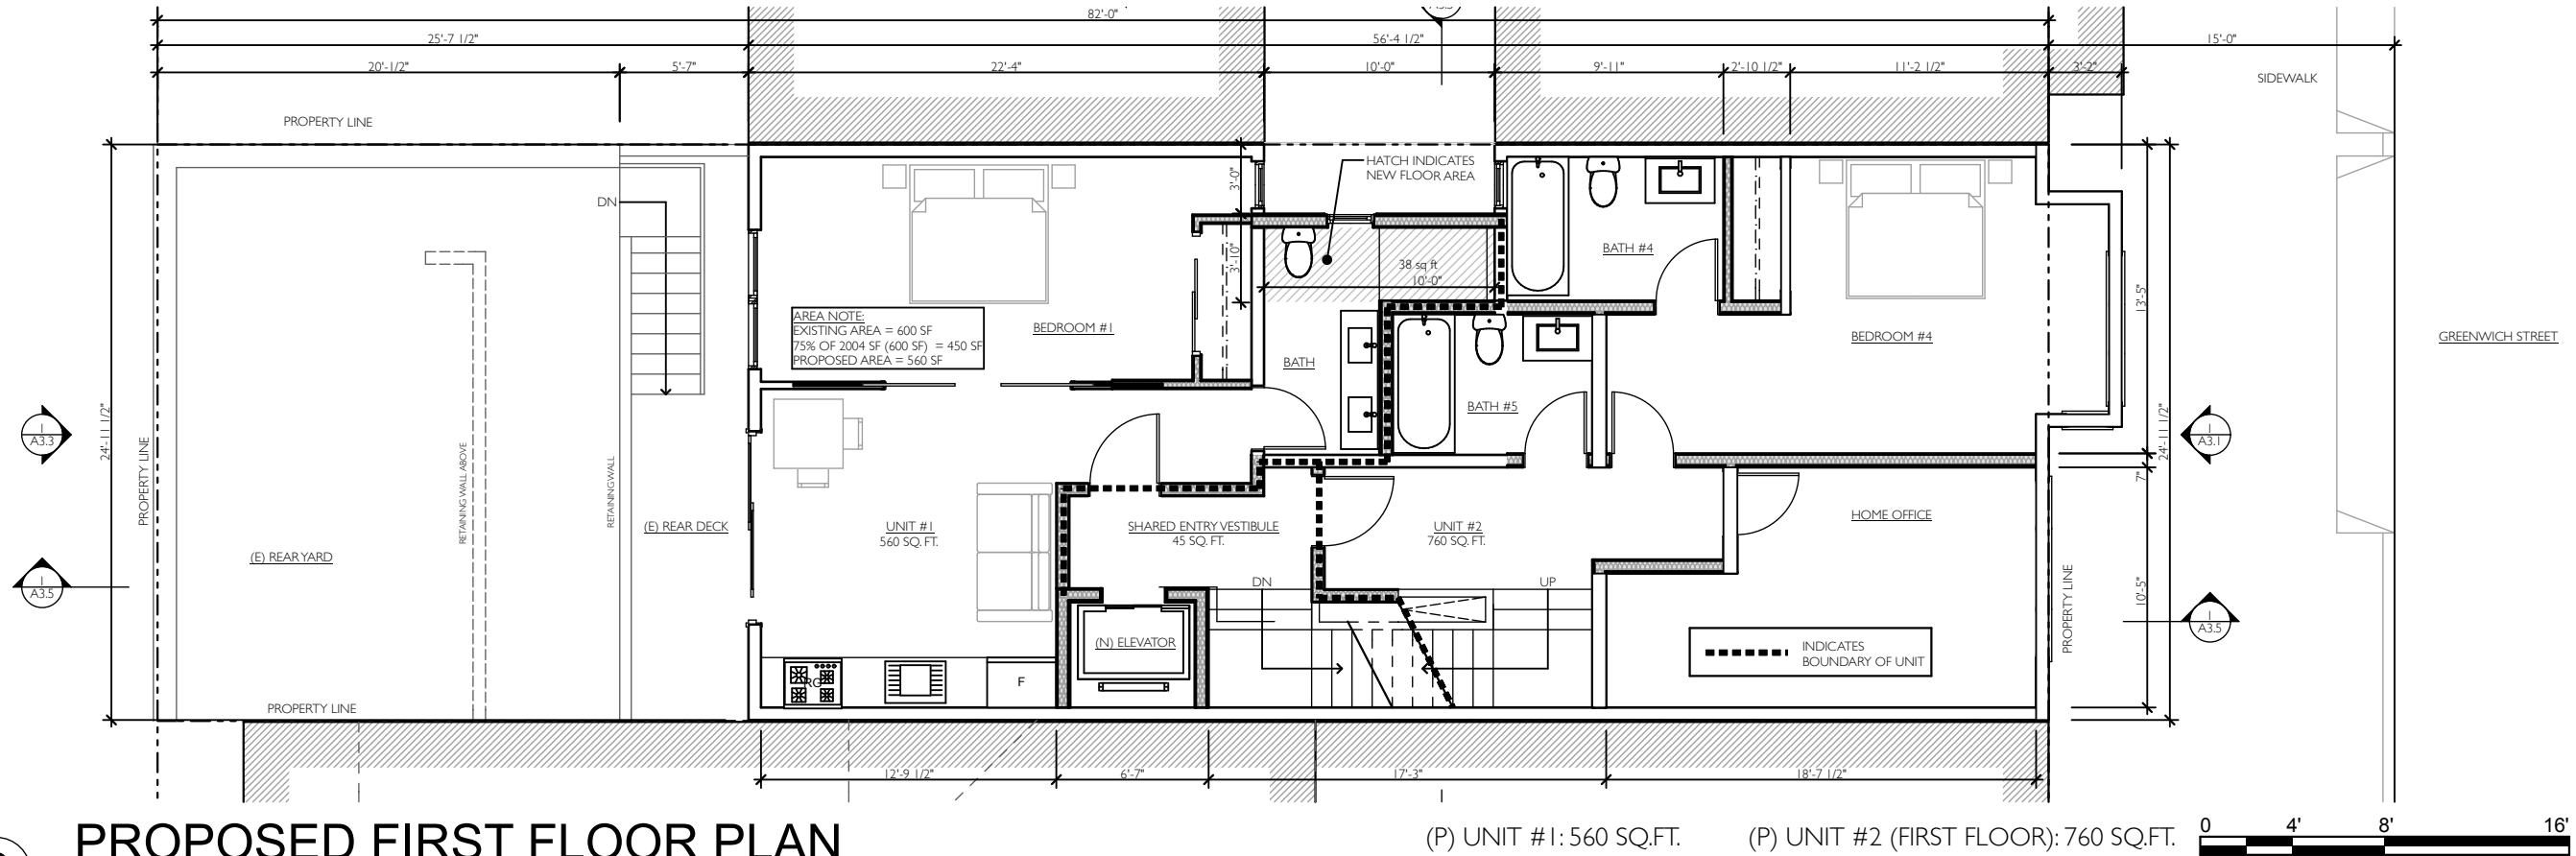 82'-0"
25'-7 1/2"
56'-4 1/2"
15'-0"
20'-1/2"
5'-7"
22'-4"
10'-0"
9'-11"
2'-10 1/2"
11'-2 1/2"
3'-2"
SIDEWALK
PROPERTY LINE
HATCH INDICATES
NEW FLOOR AREA
3'-0"
DN
3'-10"
38 sq ft
10'-0"
BATH #4
AREA NOTE:
EXISTING AREA = 600 SF
75% OF 2004 SF (600 SF) = 450 SF
PROPOSED AREA = 560 SF
BEDROOM #1
BATH
BEDROOM #4
13'-5"
GREENWICH STREET
BATH #5
1
A3.3
24'-11 1/2"
PROPERTY LINE
RETAINING WALL ABOVE
RETAINING WALL
24'-11 1/2"
1
A3.1
7"
(E) REAR YARD
(E) REAR DECK
UNIT #1
560 SQ. FT.
SHARED ENTRY VESTIBULE
45 SQ. FT.
UNIT #2
760 SQ. FT.
HOME OFFICE
1
A3.5
DN
UP
10'-5"
PROPERTY LINE
1
A3.5
(N) ELEVATOR
INDICATES
BOUNDARY OF UNIT
F
PROPERTY LINE
12'-9 1/2"
6'-7"
17'-3"
18'-7 1/2"
PROPOSED FIRST FLOOR PLAN
(P) UNIT #1: 560 SQ.FT.
(P) UNIT #2 (FIRST FLOOR): 760 SQ.FT.
0 4' 8' 16'